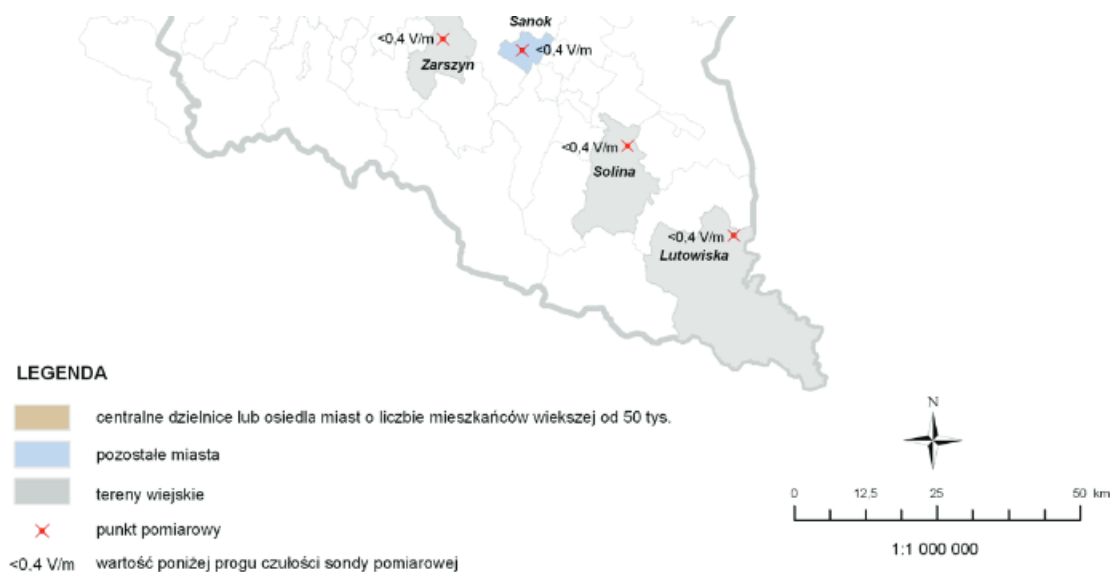 Sanok
<0,4 V/m
<0,4 V/m
Zarszyn
<0,4 V/m
Solina
<0,4 V/m
Lutowiska
LEGENDA
centralne dzielnice lub osiedla miast o liczbie mieszkańców wiekszej od 50 tys.
pozostałe miasta
tereny wiejskie
punkt pomiarowy
<0,4 V/m wartość poniżej progu czułości sondy pomiarowej
N
0 12,5 25 50 km
1:1 000 000